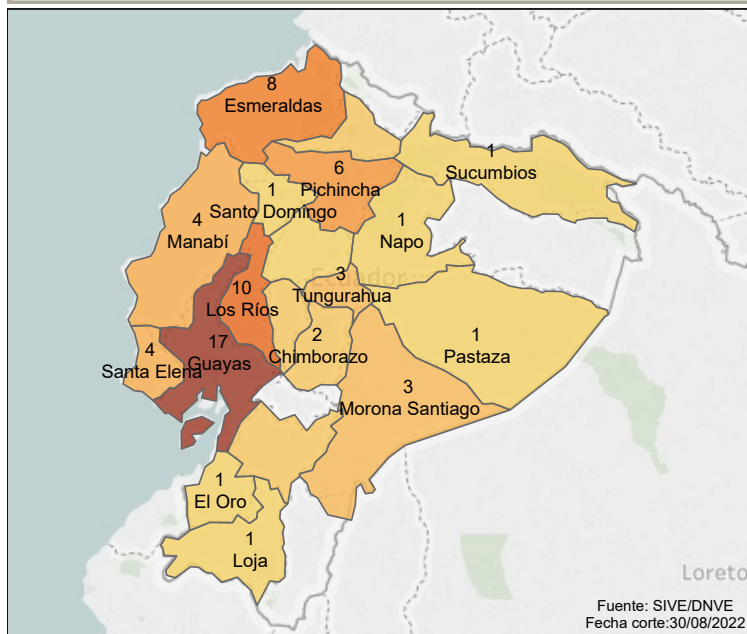 8
Esmeraldas
6
Pichincha
1
Sucumbios
1
Santo Domingo
1
Napo
4
Manabí
Ecuador
3
Tungurahua
10
Los Ríos
17
Guayas
2
Chimborazo
1
Pastaza
4
Santa Elena
3
Morona Santiago
1
El Oro
1
Loja
Loreto
Fuente: SIVE/DNVE
Fecha corte:30/08/2022